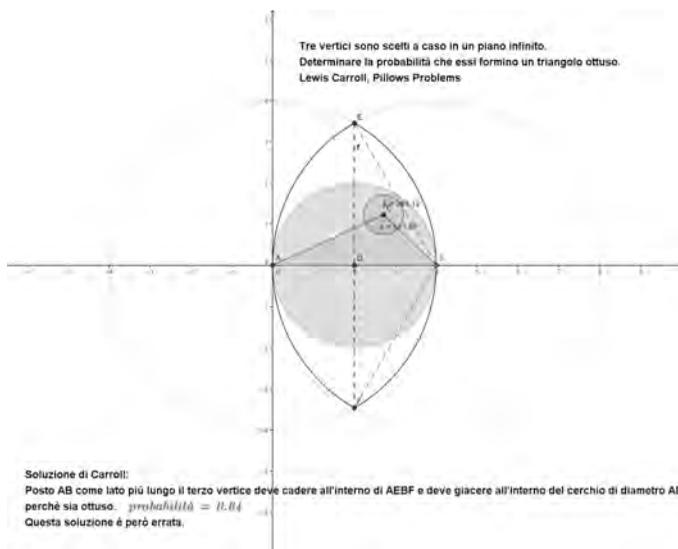 Tre vertici sono scelti a caso in un piano infinito.
Determinare la probabilità che essi formino un triangolo ottuso.
Lewis Carroll, Pillows Problems
E
A
Soluzione di Carroll:
Posto AB come lato più lungo il terzo vertice deve cadere all'interno di AEBF e deve giacere all'interno del cerchio di diametro
perché sia ottuso. probabilità = 0.64
Questa soluzione è però errata.